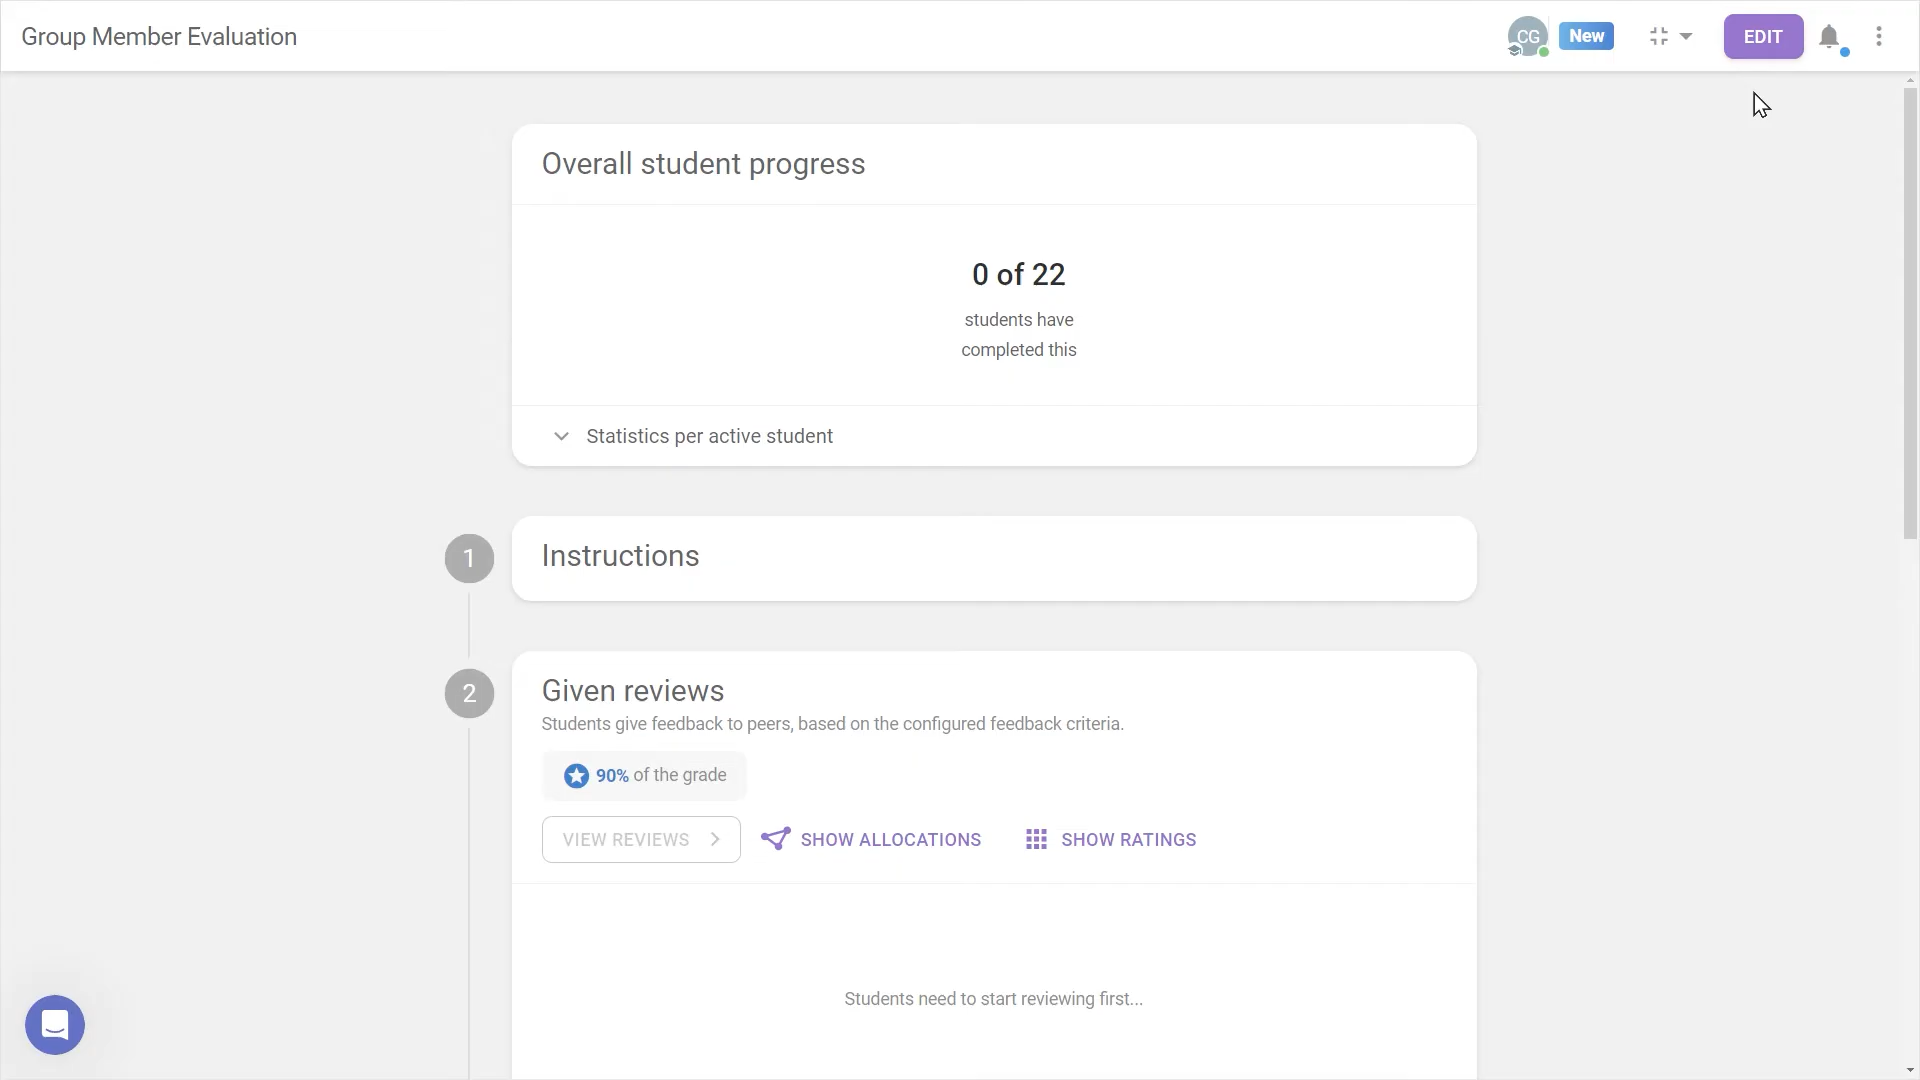 Group Member Evaluation
CG
New
EDIT
Overall student progress
0 of 22
students have
completed this
Statistics per active student
1
Instructions
2
Given reviews
Students give feedback to peers, based on the configured feedback criteria.
90% of the grade
VIEW REVIEWS
SHOW ALLOCATIONS
SHOW RATINGS
Students need to start reviewing first...